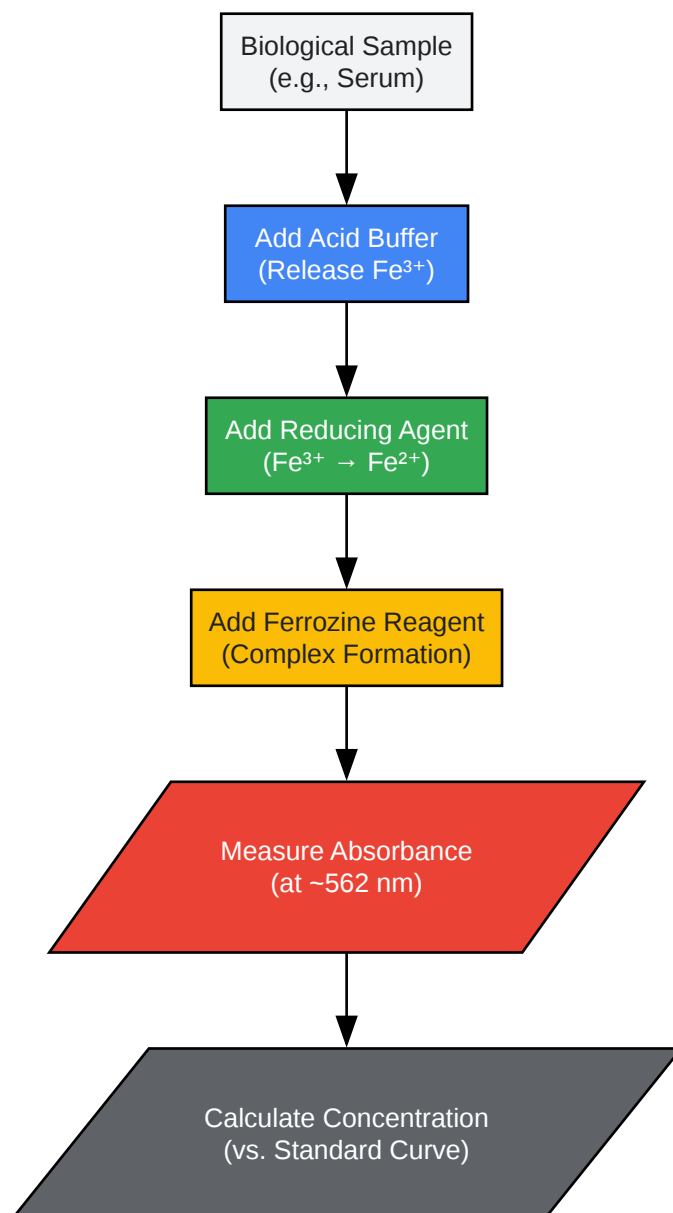 Biological Sample
(e.g., Serum)
Add Acid Buffer
(Release Fe³⁺)
Add Reducing Agent
(Fe³⁺ → Fe²⁺)
Add Ferrozine Reagent
(Complex Formation)
Measure Absorbance
(at ~562 nm)
Calculate Concentration
(vs. Standard Curve)